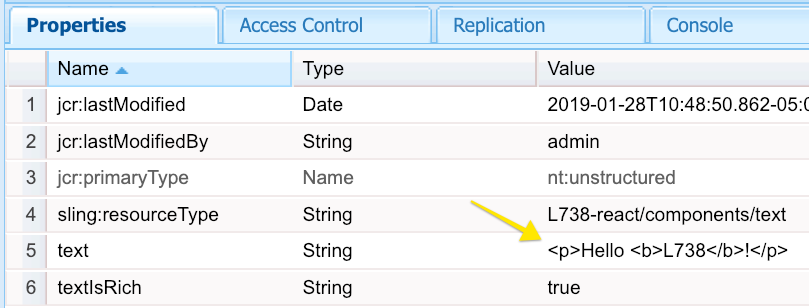 Properties Access Control Replication Console
Name Type Value
1 jcr:lastModified Date 2019-01-28T10:48:50.862-05:0
2 jcr:lastModifiedBy String admin
3 jcr:primaryType Name nt:unstructured
4 sling:resourceType String L738-react/components/text
5 text String <p>Hello <b>L738</b>!</p>
6 textIsRich String true